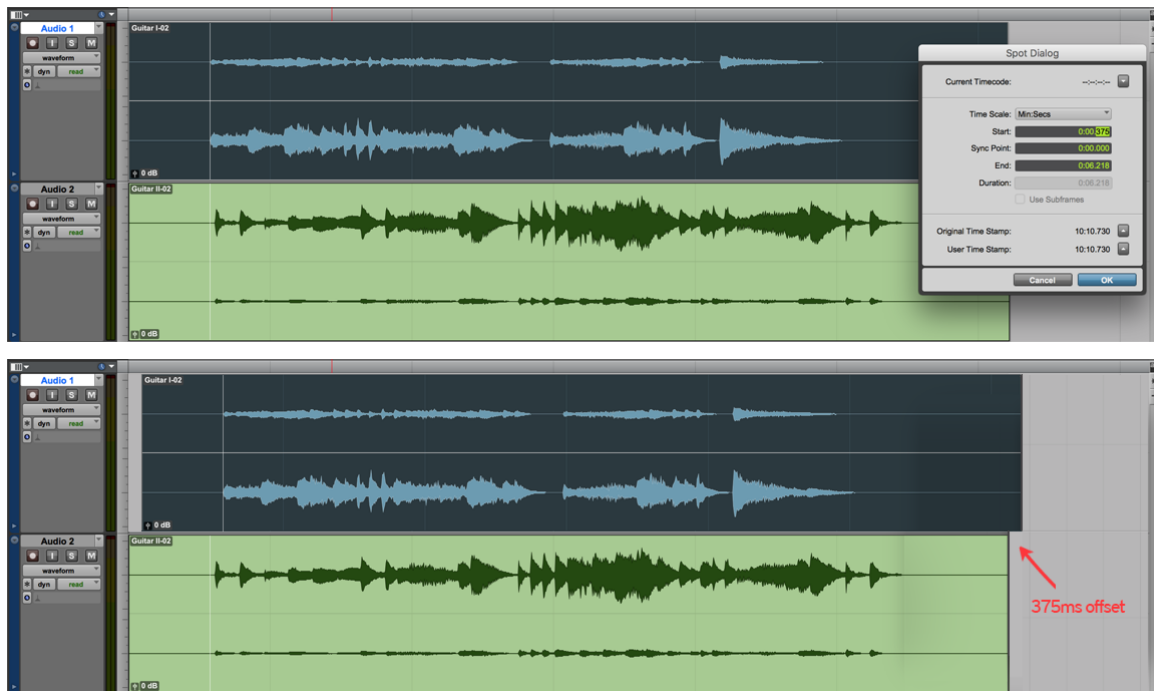 Audio 1
I S M
waveform
dyn read
Guitar I-02
0 dB
Audio 2
I S M
waveform
dyn read
Guitar II-02
0 dB
Spot Dialog
Current Timecode: --:--:--:--
Time Scale: Min:Secs
Start: 0:00.375
Sync Point: 0:00.000
End: 0:06.218
Duration: 0:06.218
Use Subframes
Original Time Stamp: 10:10.730
User Time Stamp: 10:10.730
Cancel OK
Audio 1
I S M
waveform
dyn read
Guitar I-02
0 dB
Audio 2
I S M
waveform
dyn read
Guitar II-02
0 dB
375ms offset